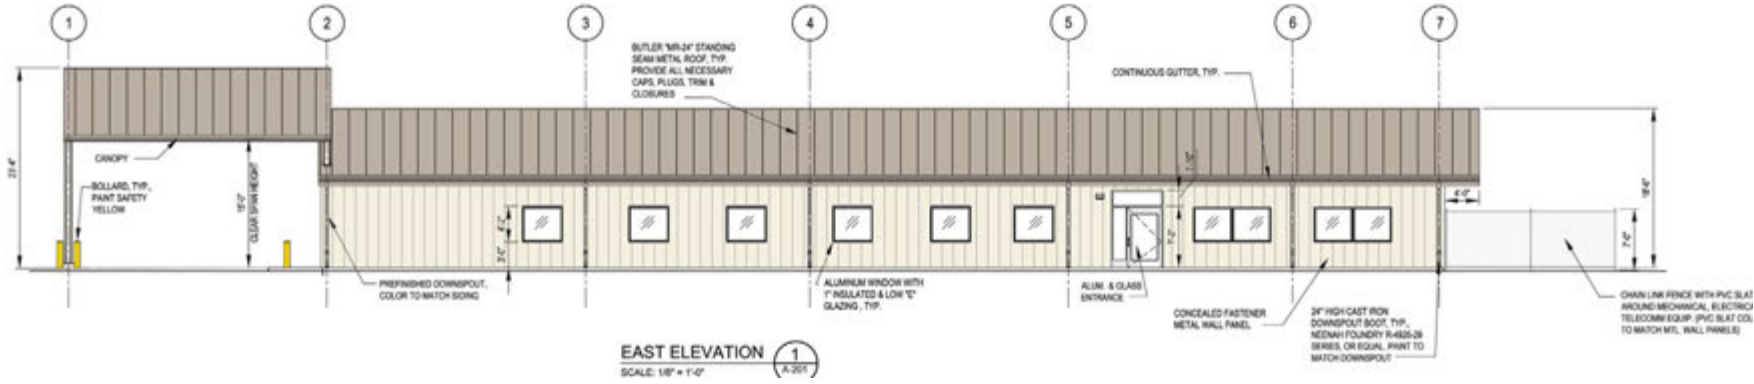 1
2
3
4
5
6
7
BUTLER "MR-24" STANDING
SEAM METAL ROOF, TYP.
PROVIDE ALL NECESSARY
CAPS, PLUGS, TRIM &
CLOSURES
CONTINUOUS GUTTER, TYP.
CANOPY
BOLLARD, TYP.,
PAINT SAFETY
YELLOW
15'-0"
CLEAR SPAN HEIGHT
3'-0"
7'-2"
6'-0"
7'-0"
E
PREFINISHED DOWNSPOUT,
COLOR TO MATCH SIDING
ALUMINUM WINDOW WITH
1" INSULATED & LOW "E"
GLAZING , TYP.
ALUM. & GLASS
ENTRANCE
CONCEALED FASTENER
METAL WALL PANEL
24" HIGH CAST IRON
DOWNSPOUT BOOT, TYP.,
NEENAH FOUNDRY
SERIES, OR EQUAL. PAINT TO
MATCH DOWNSPOUT
CHAIN LINK FENCE WITH PVC SLAT
AROUND MECHANICAL, ELECTRICA
TELECOMM EQUIP. (PVC SLAT COL
TO MATCH MTL. WALL PANELS)
EAST ELEVATION
SCALE: 1/8" = 1'-0"
1
A-201